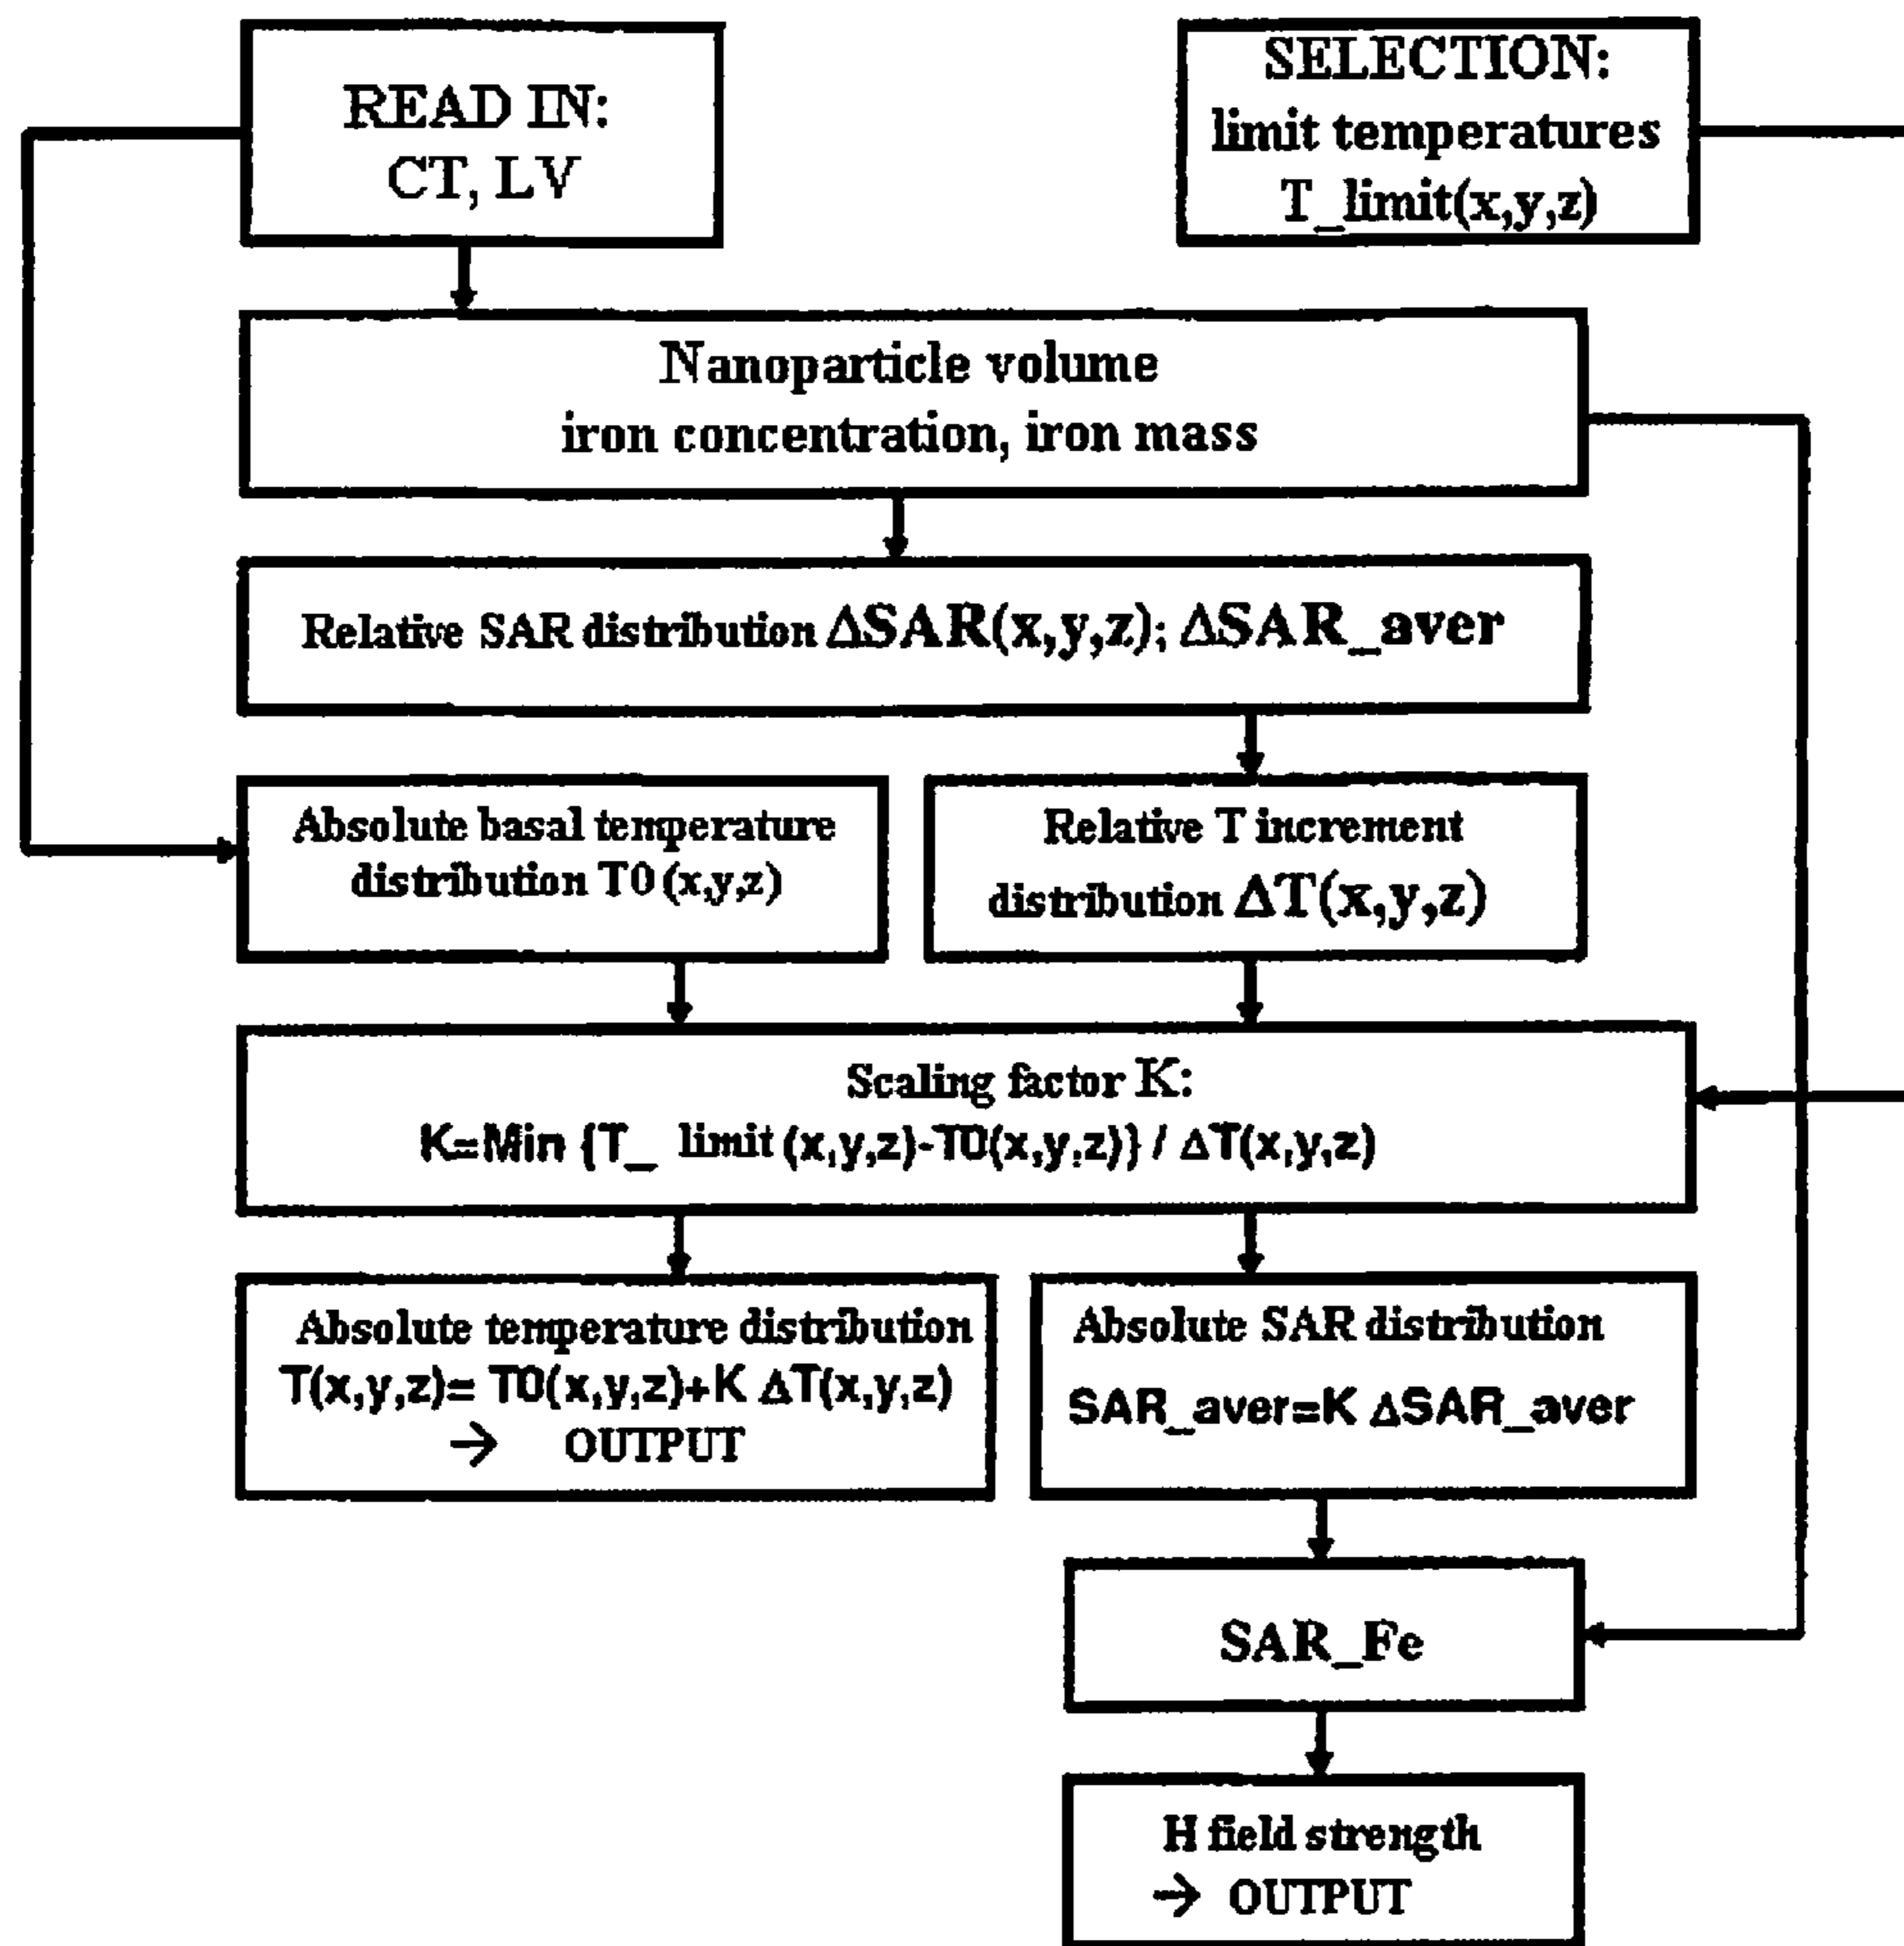 READ IN:
CT, LV
SELECTION:
limit temperatures
T_limit(x,y,z)
Nanoparticle volume
iron concentration, iron mass
Relative SAR distribution ΔSAR(x,y,z); ΔSAR_aver
Absolute basal temperature
distribution T0(x,y,z)
Relative T increment
distribution ΔT(x,y,z)
Scaling factor K:
K=Min {T_ limit (x,y,z)-T0(x,y,z)} / ΔT(x,y,z)
Absolute temperature distribution
T(x,y,z)= T0(x,y,z)+K ΔT(x,y,z)
→ OUTPUT
Absolute SAR distribution
SAR_aver=K ΔSAR_aver
SAR_Fe
H field strength
→ OUTPUT